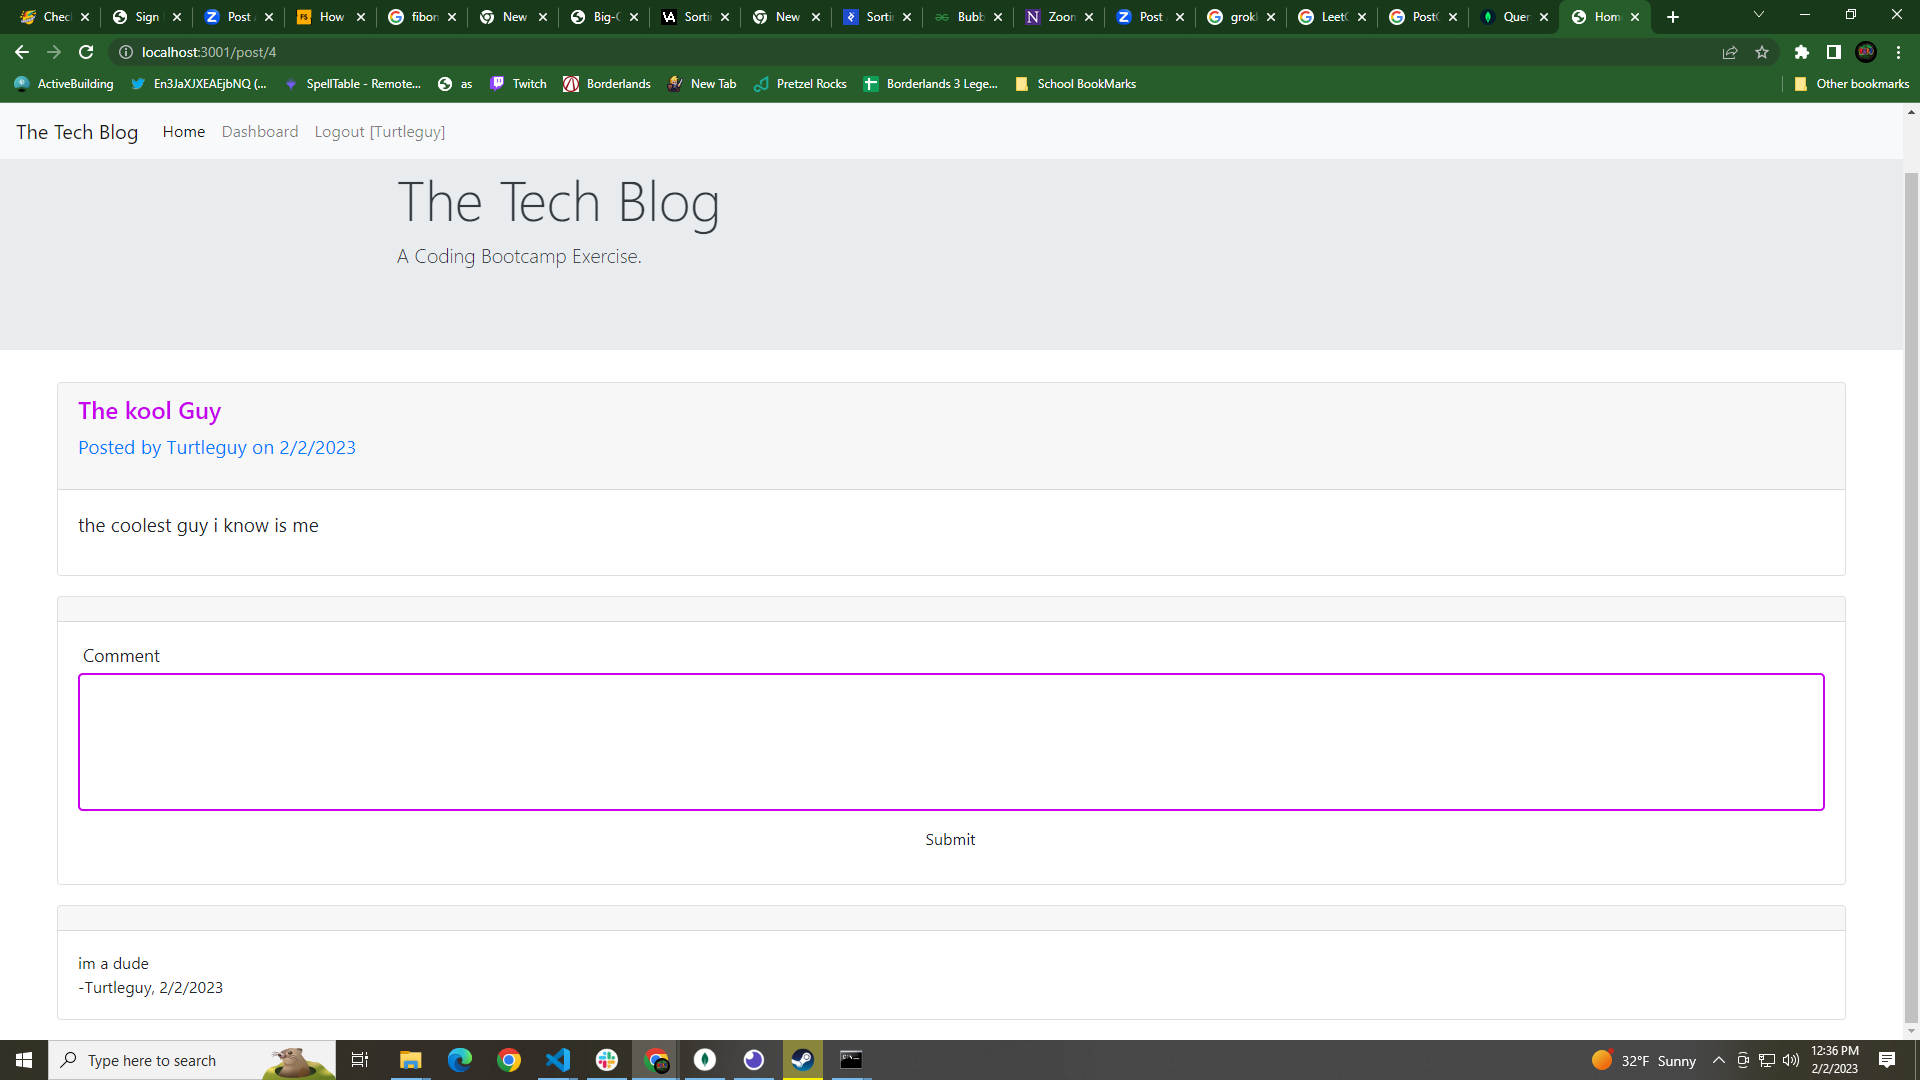 Chec
Sign
Post
How
fibon
New
Big-
Sorti
New
Sorti
Bubb
Zoom
Post
grok
Leet
Post
Quer
Hom
localhost:3001/post/4
ActiveBuilding
En3JaXJXEAEjbNQ (...
SpellTable - Remote...
as
Twitch
Borderlands
New Tab
Pretzel Rocks
Borderlands 3 Lege...
School BookMarks
Other bookmarks
The Tech Blog Home Dashboard Logout [Turtleguy]
The Tech Blog
A Coding Bootcamp Exercise.
The kool Guy
Posted by Turtleguy on 2/2/2023
the coolest guy i know is me
Comment
Submit
im a dude
-Turtleguy, 2/2/2023
Type here to search
32°F Sunny
12:36 PM
2/2/2023